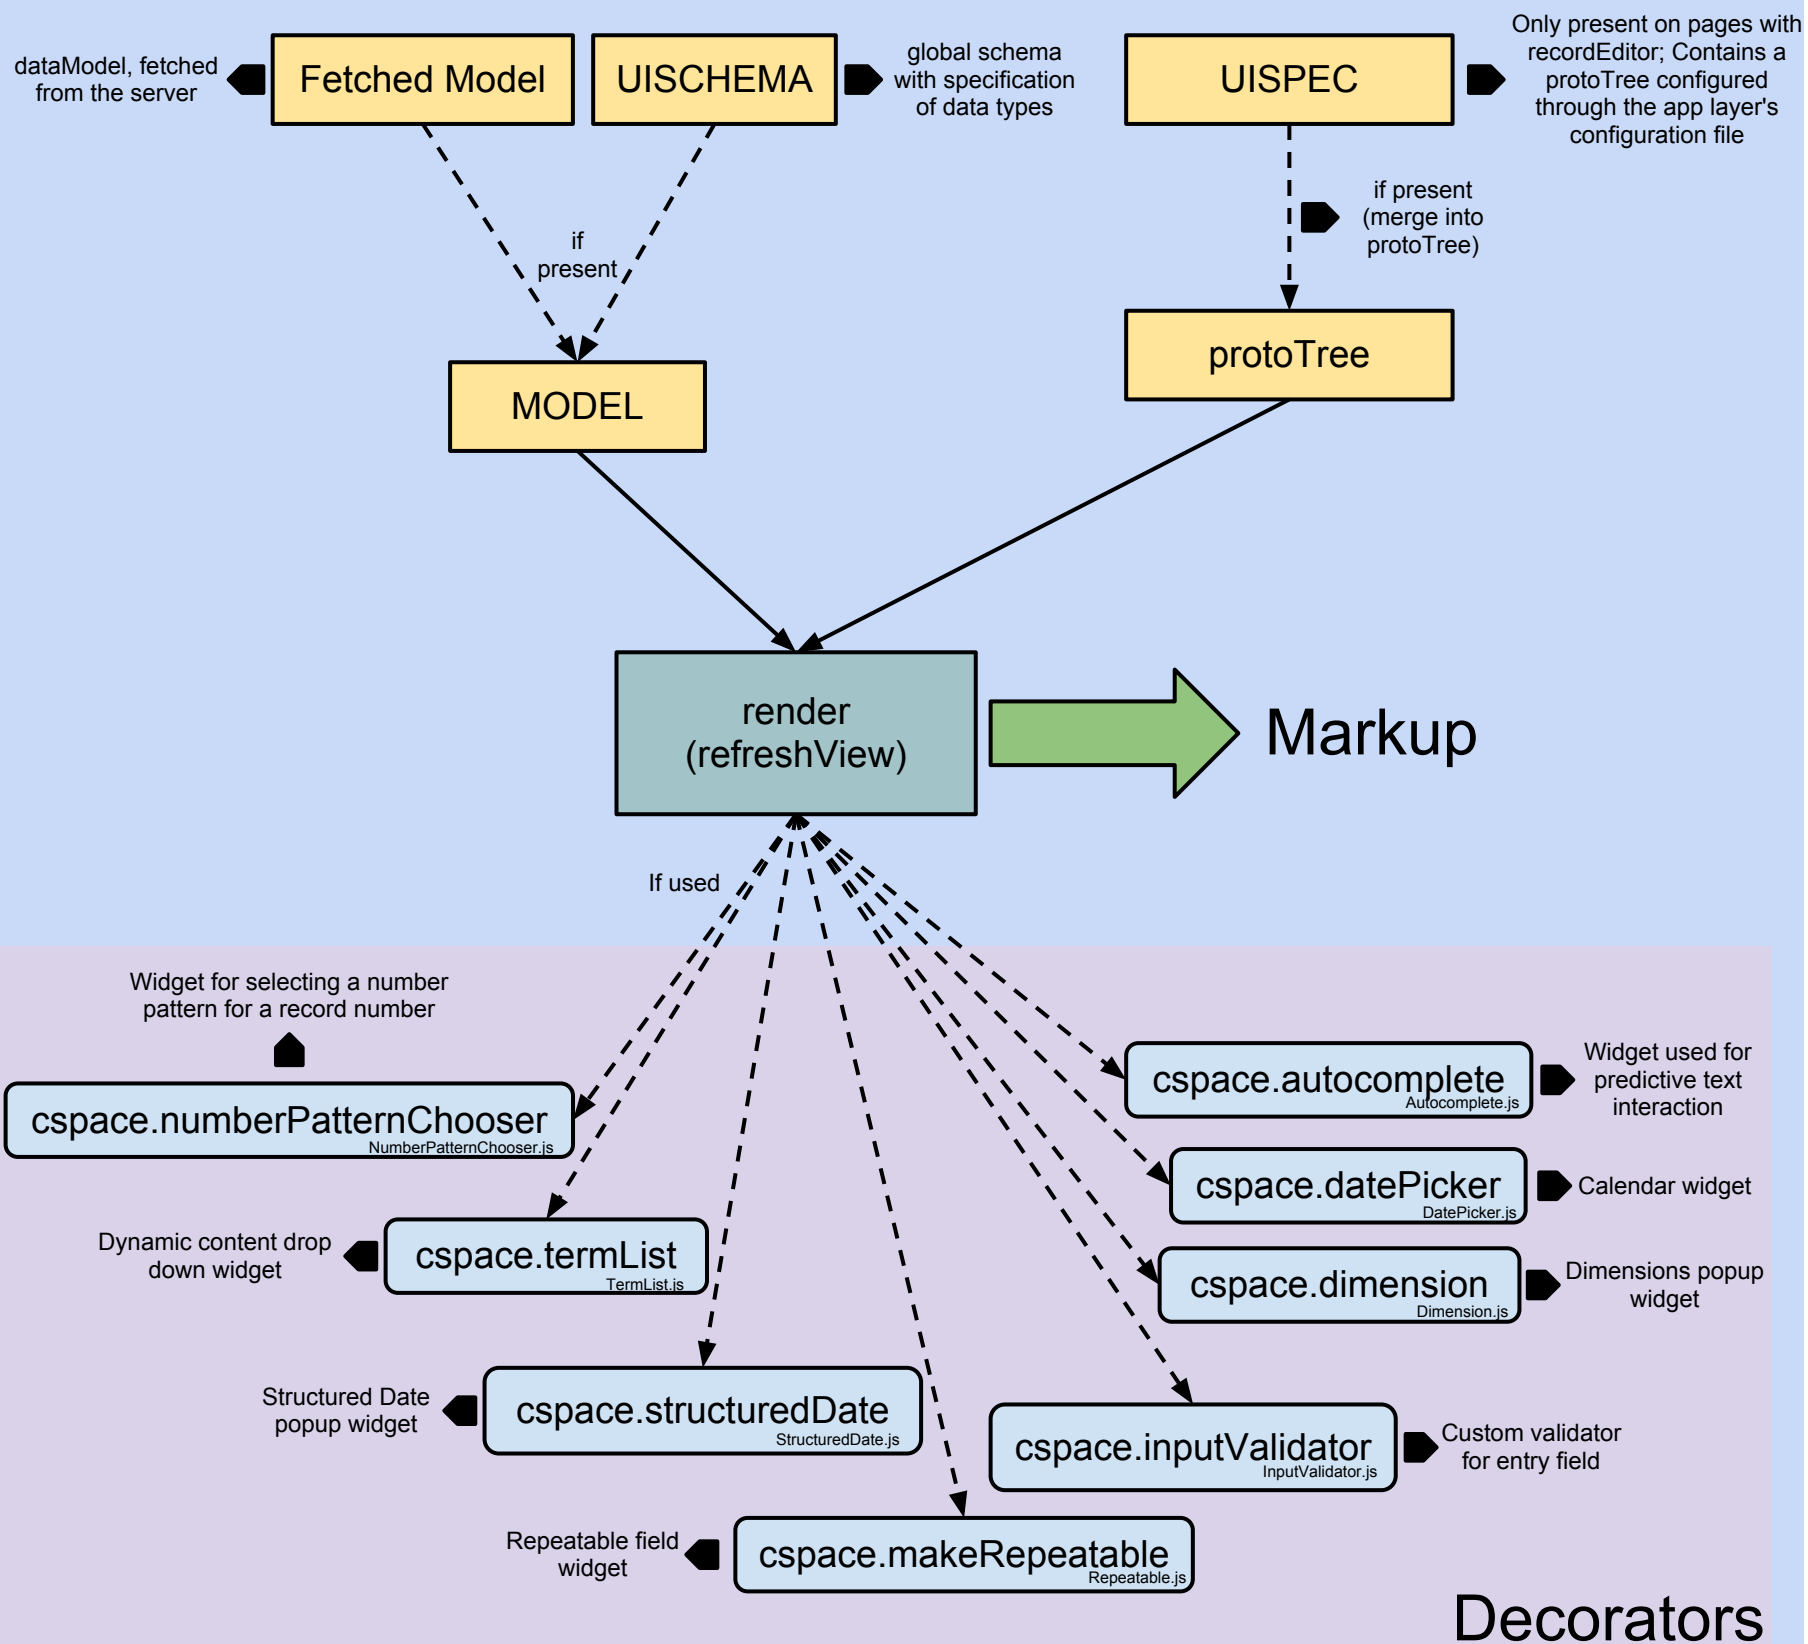 dataModel, fetched
from the server
Fetched Model
UISCHEMA
global schema
with specification
of data types
UISPEC
Only present on pages with
recordEditor; Contains a
protoTree configured
through the app layer's
configuration file
if
present
if present
(merge into
protoTree)
MODEL
protoTree
render
(refreshView)
Markup
If used
Widget for selecting a number
pattern for a record number
cspace.numberPatternChooser
NumberPatternChooser.js
cspace.autocomplete
Autocomplete.js
Widget used for
predictive text
interaction
cspace.datePicker
DatePicker.js
Calendar widget
Dynamic content drop
down widget
cspace.termList
TermList.js
cspace.dimension
Dimension.js
Dimensions popup
widget
Structured Date
popup widget
cspace.structuredDate
StructuredDate.js
cspace.inputValidator
InputValidator.js
Custom validator
for entry field
Repeatable field
widget
cspace.makeRepeatable
Repeatable.js
Decorators